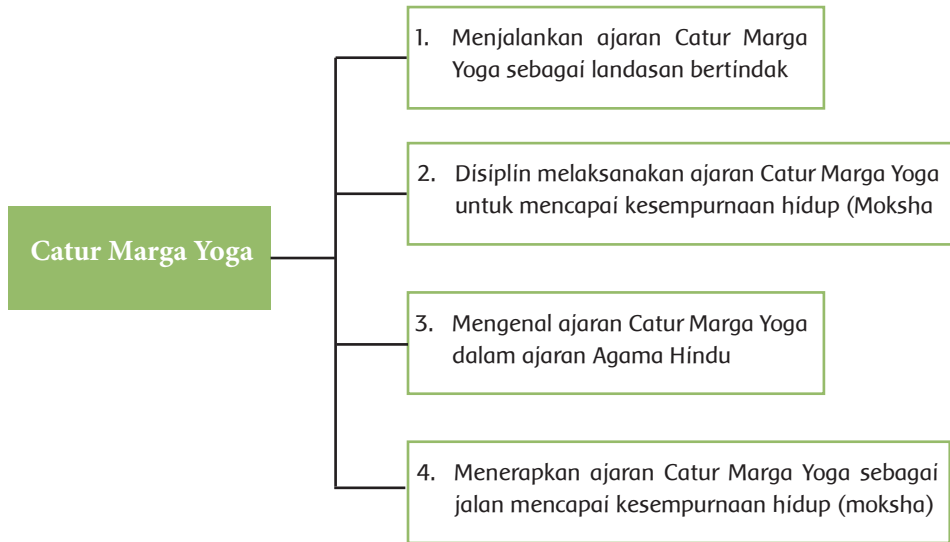 1. Menjalankan ajaran Catur Marga
Yoga sebagai landasan bertindak
2. Disiplin melaksanakan ajaran Catur Marga Yoga
untuk mencapai kesempurnaan hidup (Moksha
Catur Marga Yoga
3. Mengenal ajaran Catur Marga Yoga
dalam ajaran Agama Hindu
4. Menerapkan ajaran Catur Marga Yoga sebagai
jalan mencapai kesempurnaan hidup (moksha)